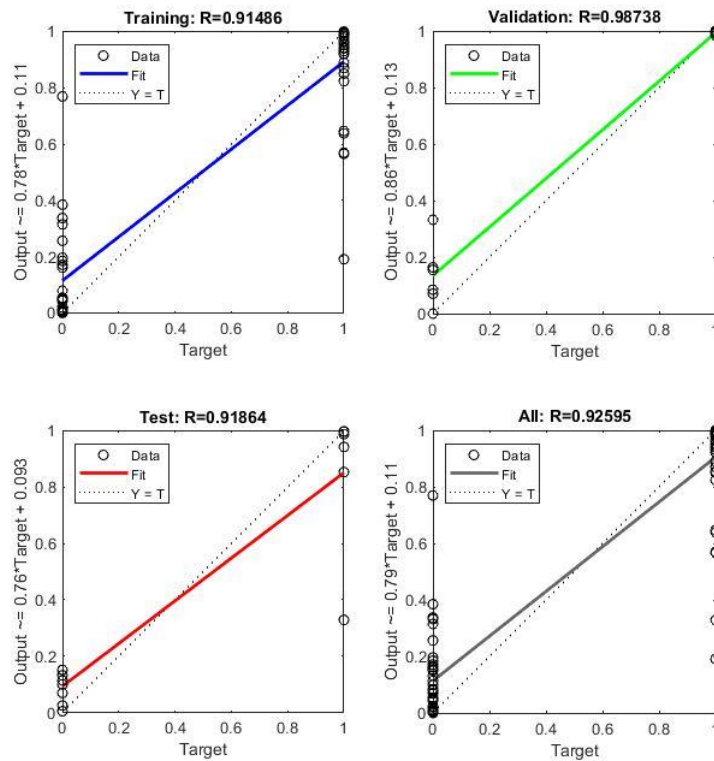 Training: R=0.91486
Data
Fit
Y = T
Output ~= 0.78*Target + 0.11
1
0.8
0.6
0.4
0.2
0
0 0.2 0.4 0.6 0.8 1
Target
Validation: R=0.98738
Data
Fit
Y = T
Output ~= 0.86*Target + 0.13
1
0.8
0.6
0.4
0.2
0
0 0.2 0.4 0.6 0.8 1
Target
Test: R=0.91864
Data
Fit
Y = T
Output ~= 0.76*Target + 0.093
1
0.8
0.6
0.4
0.2
0
0 0.2 0.4 0.6 0.8 1
Target
All: R=0.92595
Data
Fit
Y = T
Output ~= 0.79*Target + 0.11
1
0.8
0.6
0.4
0.2
0
0 0.2 0.4 0.6 0.8 1
Target